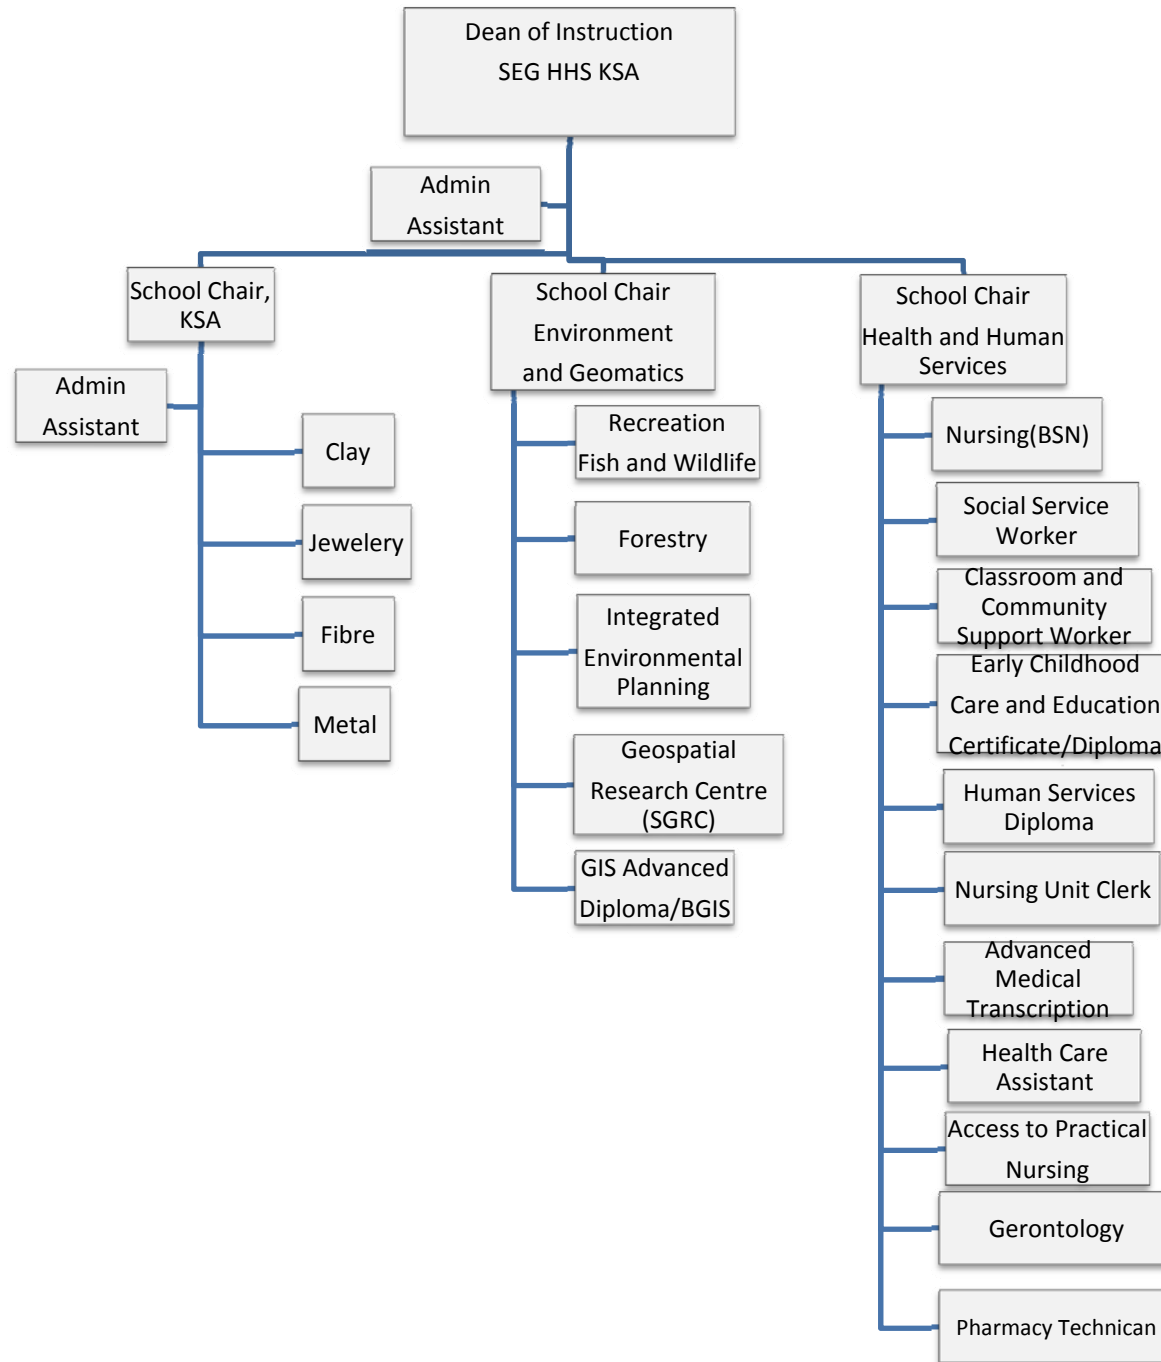 Dean of Instruction
SEG HHS KSA
Admin
Assistant
School Chair,
KSA
Admin
Assistant
Clay
Jewelery
Fibre
Metal
School Chair
Environment
and Geomatics
Recreation
Fish and Wildlife
Forestry
Integrated
Environmental
Planning
Geospatial
Research Centre
(SGRC)
GIS Advanced
Diploma/BGIS
School Chair
Health and Human
Services
Nursing(BSN)
Social Service
Worker
Classroom and
Community
Support Worker
Early Childhood
Care and Education
Certificate/Diploma
Human Services
Diploma
Nursing Unit Clerk
Advanced
Medical
Transcription
Health Care
Assistant
Access to Practical
Nursing
Gerontology
Pharmacy Technican